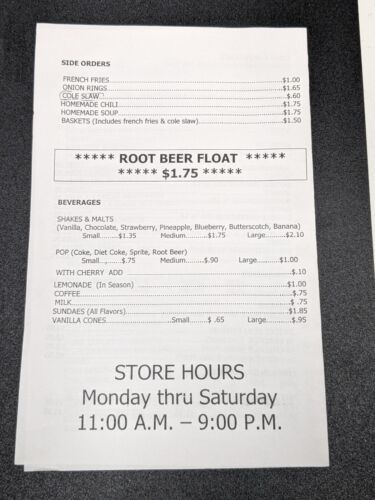 SIDE ORDERS
FRENCH FRIES..........$1.00
ONION RINGS..........$1.65
COLE SLAW..........$.60
HOMEMADE CHILI..........$1.75
HOMEMADE SOUP..........$1.75
BASKETS (Includes french fries & cole slaw)..........$1.50
***** ROOT BEER FLOAT *****
***** $1.75 *****
BEVERAGES
SHAKES & MALTS
(Vanilla, Chocolate, Strawberry, Pineapple, Blueberry, Butterscotch, Banana)
Small.........$1.35 Medium..........$1.75 Large.........$2.10
POP (Coke, Diet Coke, Sprite, Root Beer)
Small...,......$.75 Medium.........$.90 Large.........$1.00
WITH CHERRY ADD ..........$.10
LEMONADE (In Season) ..........$1.00
COFFEE..........$.75
MILK..........$ .75
SUNDAES (All Flavors)..........$1.85
VANILLA CONES..........Small.......$ .65 Large..........$.95
STORE HOURS
Monday thru Saturday
11:00 A.M. – 9:00 P.M.